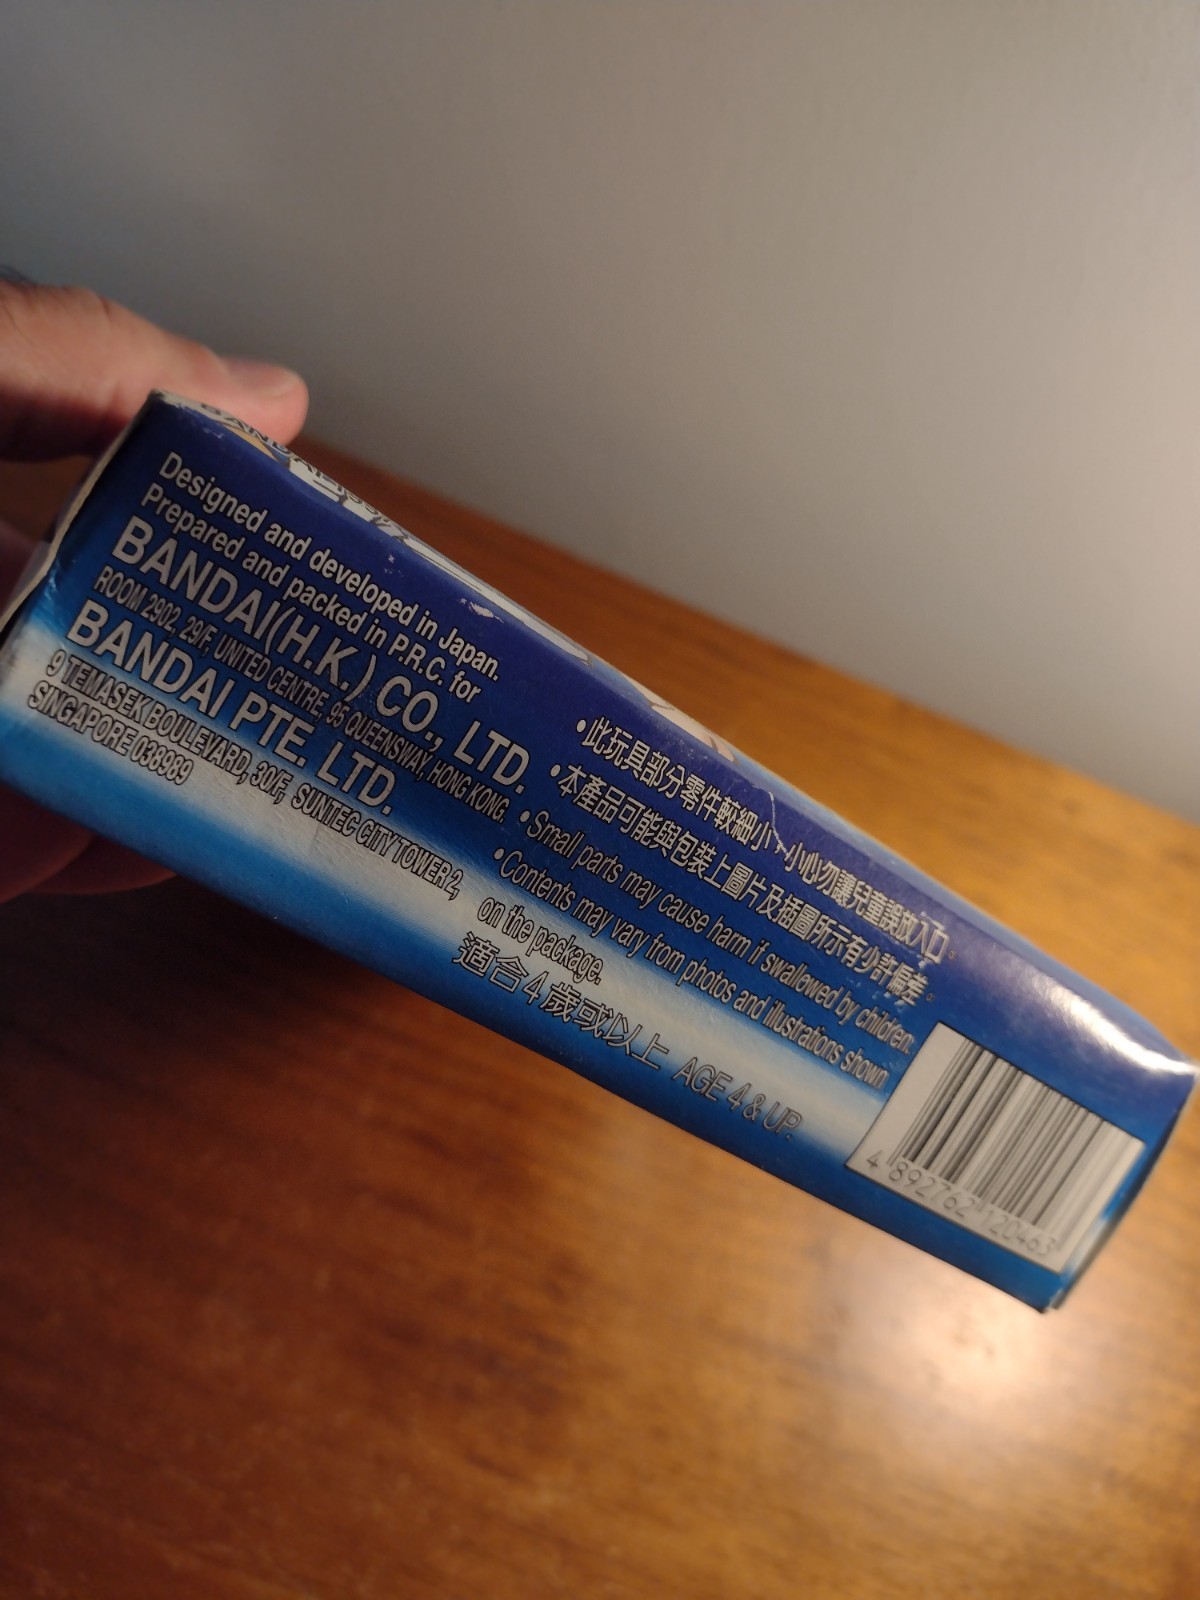 BANDAI 1997
Designed and developed in Japan.
Prepared and packed in P.R.C. for
BANDAI(H.K.) CO., LTD.
ROOM 2902, 29/F, UNITED CENTRE, 95 QUEENSWAY, HONG KONG.
BANDAI PTE. LTD.
9 TEMASEK BOULEVARD, 30/F, SUNTEC CITY TOWER 2,
SINGAPORE 038989
•此玩具部分零件較細小、小心勿讓兒童誤放入口。
•本產品可能與包裝上圖片及插圖所示有少許偏差。
•Small parts may cause harm if swallowed by children.
•Contents may vary from photos and illustrations shown
on the package.
適合4歲或以上 AGE 4 & UP.
4 892762 120463